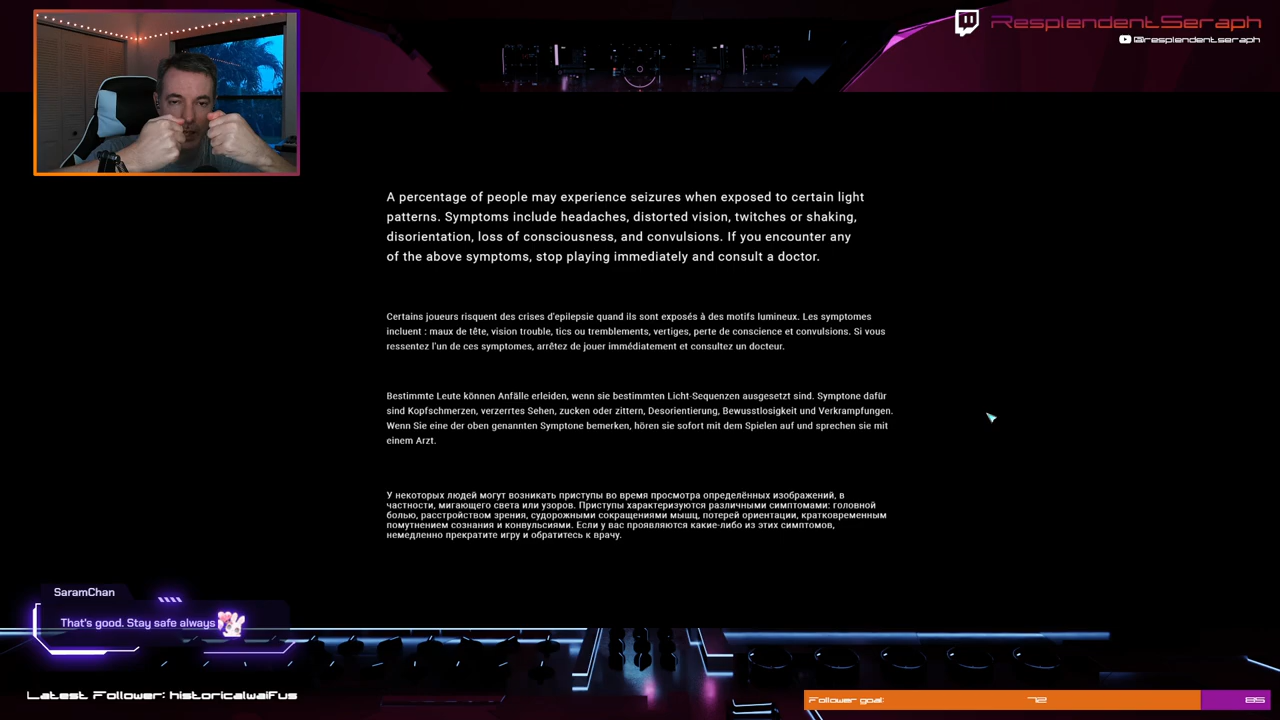 ResplendentSeraph
@resplendentseraph
A percentage of people may experience seizures when exposed to certain light
patterns. Symptoms include headaches, distorted vision, twitches or shaking,
disorientation, loss of consciousness, and convulsions. If you encounter any
of the above symptoms, stop playing immediately and consult a doctor.
Certains joueurs risquent des crises d'epilepsie quand ils sont exposés à des motifs lumineux. Les symptomes
incluent : maux de tête, vision trouble, tics ou tremblements, vertiges, perte de conscience et convulsions. Si vous
ressentez l'un de ces symptomes, arrêtez de jouer immédiatement et consultez un docteur.
Bestimmte Leute können Anfälle erleiden, wenn sie bestimmten Licht-Sequenzen ausgesetzt sind. Symptone dafür
sind Kopfschmerzen, verzerrtes Sehen, zucken oder zittern, Desorientierung, Bewusstlosigkeit und Verkrampfungen.
Wenn Sie eine der oben genannten Symptone bemerken, hören sie sofort mit dem Spielen auf und sprechen sie mit
einem Arzt.
У некоторых людей могут возникать приступы во время просмотра определённых изображений, в
частности, мигающего света или узоров. Приступы характеризуются различными симптомами: головной
болью, расстройством зрения, судорожными сокращениями мышц, потерей ориентации, кратковременным
помутнением сознания и конвульсиями. Если у вас проявляются какие-либо из этих симптомов,
немедленно прекратите игру и обратитесь к врачу.
SaramChan
That's good. Stay safe always
Latest Follower: historicalwaifus
Follower goal: 72 85